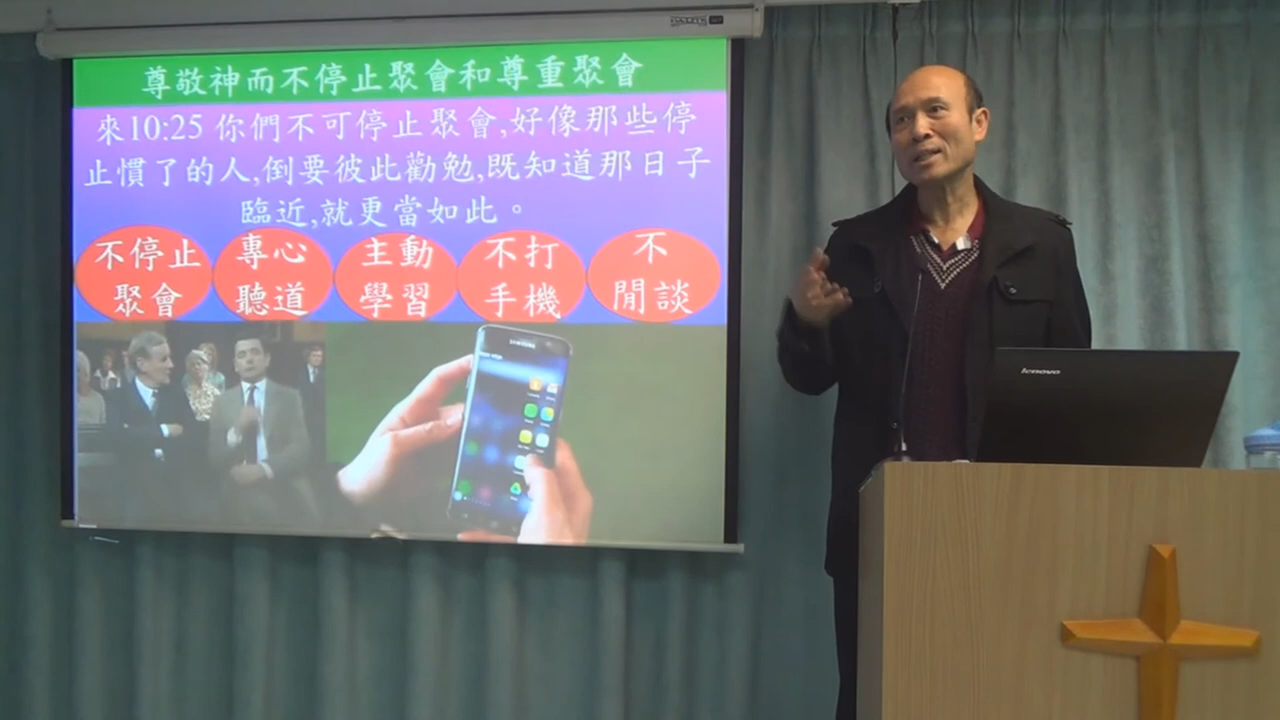 尊敬神而不停止聚會和尊重聚會
來10:25 你們不可停止聚會,好像那些停
止慣了的人,倒要彼此勸勉,既知道那日子
臨近,就更當如此。
不停止
聚會
專心
聽道
主動
學習
不打
手機
不
閒談
SAMSUNG
lenovo